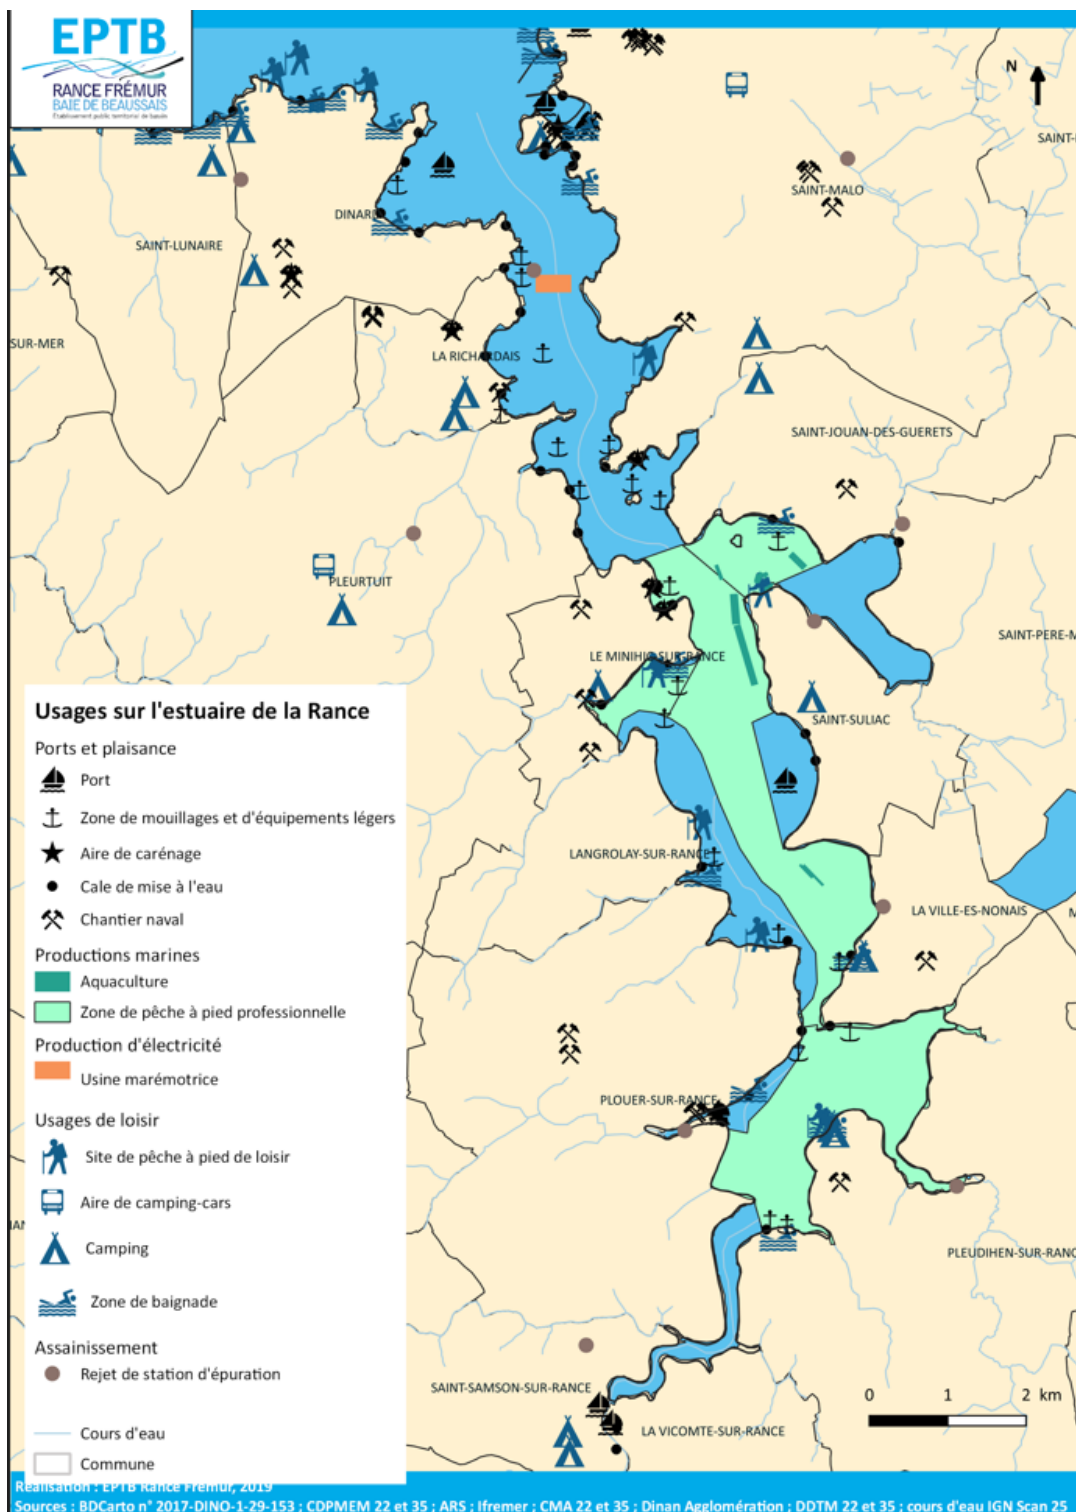 EPTB
RANCE FRÉMUR
BAIE DE BEAUSSAIS
Établissement public territorial de bassin
N
SAINT-
SAINT-MALO
DINARD
SAINT-LUNAIRE
SUR-MER
LA RICHARDAIS
SAINT-JOUAN-DES-GUERETS
PLEURTUIT
SAINT-PERE-M
LE MINIHIC-SUR-RANCE
SAINT-SULIAC
LANGROLAY-SUR-RANCE
LA VILLE-ES-NONAIS
M
PLOUER-SUR-RANCE
PLEUDIHEN-SUR-RANC
SAINT-SAMSON-SUR-RANCE
LA VICOMTE-SUR-RANCE
0 1 2 km
Usages sur l'estuaire de la Rance
Ports et plaisance
Port
Zone de mouillages et d'équipements légers
Aire de carénage
Cale de mise à l'eau
Chantier naval
Productions marines
Aquaculture
Zone de pêche à pied professionnelle
Production d'électricité
Usine marémotrice
Usages de loisir
Site de pêche à pied de loisir
Aire de camping-cars
Camping
Zone de baignade
Assainissement
Rejet de station d'épuration
Cours d'eau
Commune
Réalisation : EPTB Rance Frémur, 2019
Sources : BDCarto n° 2017-DINO-1-29-153 ; CDPMEM 22 et 35 ; ARS ; Ifremer ; CMA 22 et 35 ; Dinan Agglomération ; DDTM 22 et 35 ; cours d'eau IGN Scan 25